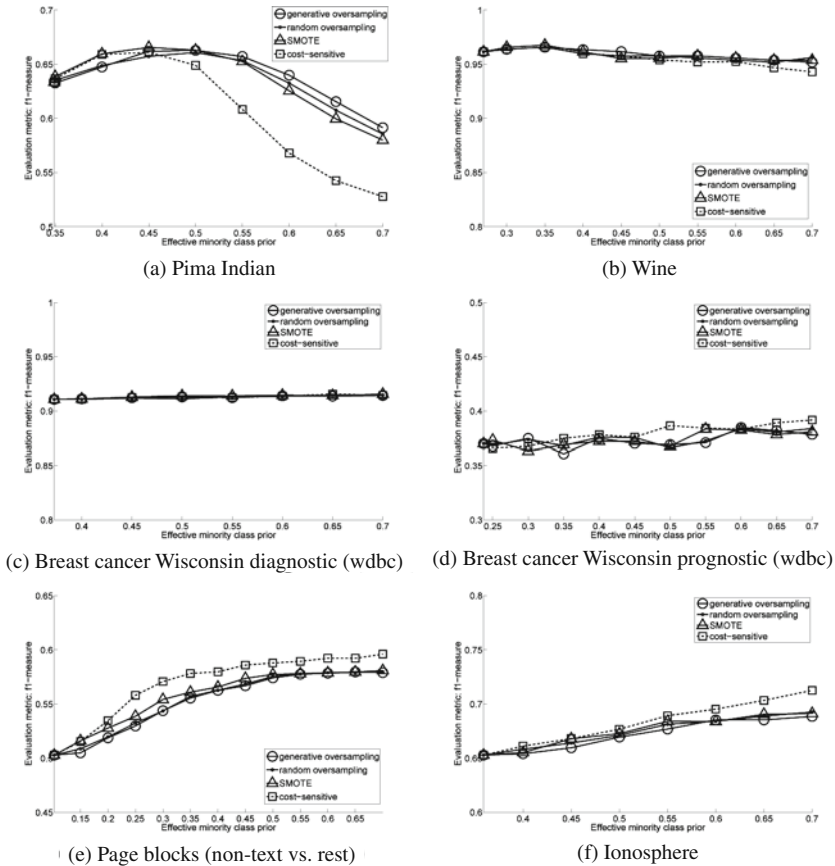 0.7
0.65
0.6
0.55
0.5
0.35 0.4 0.45 0.5 0.55 0.6 0.65 0.7
Evaluation metric: f1-measure
Effective minority class prior
generative oversampling
random oversampling
SMOTE
cost-sensitive
(a) Pima Indian
1
0.95
0.9
0.85
0.8
0.3 0.35 0.4 0.45 0.5 0.55 0.6 0.65 0.7
Evaluation metric: f1-measure
Effective minority class prior
generative oversampling
random oversampling
SMOTE
cost-sensitive
(b) Wine
1
0.95
0.9
0.85
0.8
0.4 0.45 0.5 0.55 0.6 0.65 0.7
Evaluation metric: f1-measure
Effective minority class prior
generative oversampling
random oversampling
SMOTE
cost-sensitive
(c) Breast cancer Wisconsin diagnostic (wdbc)
0.5
0.45
0.4
0.35
0.3
0.25 0.3 0.35 0.4 0.45 0.5 0.55 0.6 0.65 0.7
Evaluation metric: f1-measure
Effective minority class prior
generative oversampling
random oversampling
SMOTE
cost-sensitive
(d) Breast cancer Wisconsin prognostic (wdbc)
0.65
0.6
0.55
0.5
0.45
0.15 0.2 0.25 0.3 0.35 0.4 0.45 0.5 0.55 0.6 0.65
Evaluation metric: f1-measure
Effective minority class prior
generative oversampling
random oversampling
SMOTE
cost-sensitive
(e) Page blocks (non-text vs. rest)
0.8
0.7
0.6
0.4 0.45 0.5 0.55 0.6 0.65 0.7
Evaluation metric: f1-measure
Effective minority class prior
generative oversampling
random oversampling
SMOTE
cost-sensitive
(f) Ionosphere